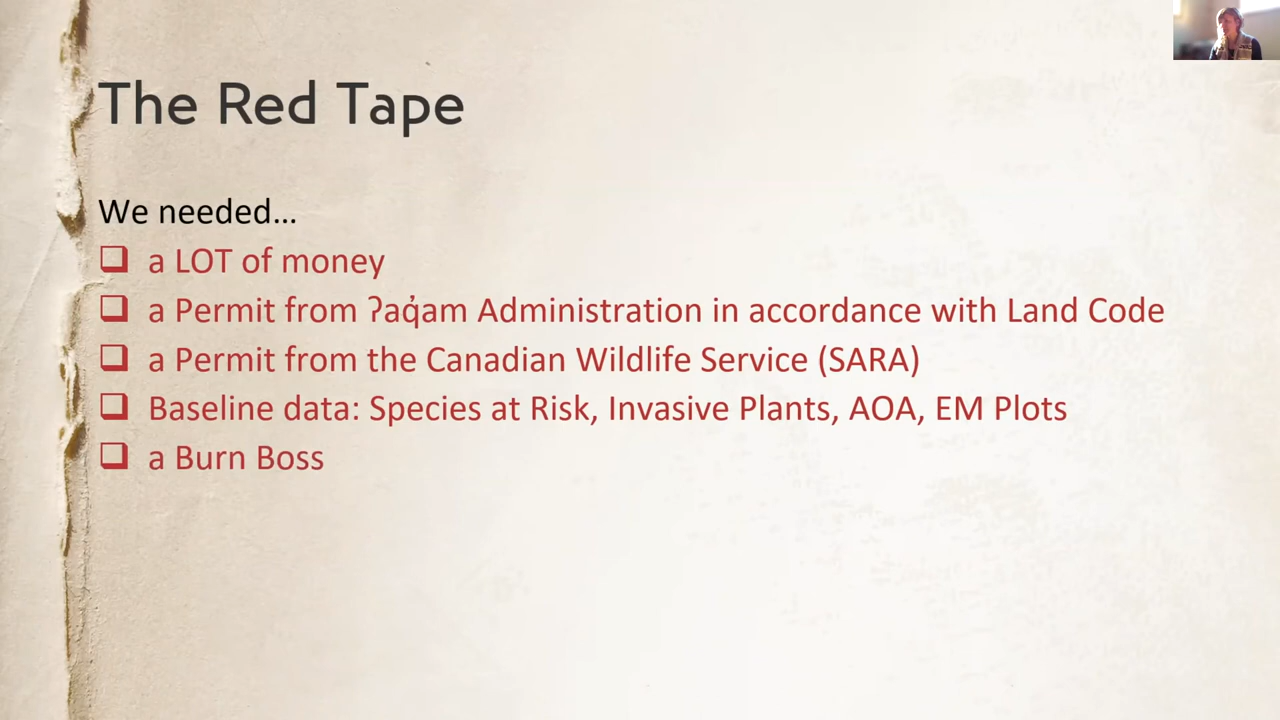 The Red Tape
We needed...
❑ a LOT of money
❑ a Permit from ʔaq̓am Administration in accordance with Land Code
❑ a Permit from the Canadian Wildlife Service (SARA)
❑ Baseline data: Species at Risk, Invasive Plants, AOA, EM Plots
❑ a Burn Boss